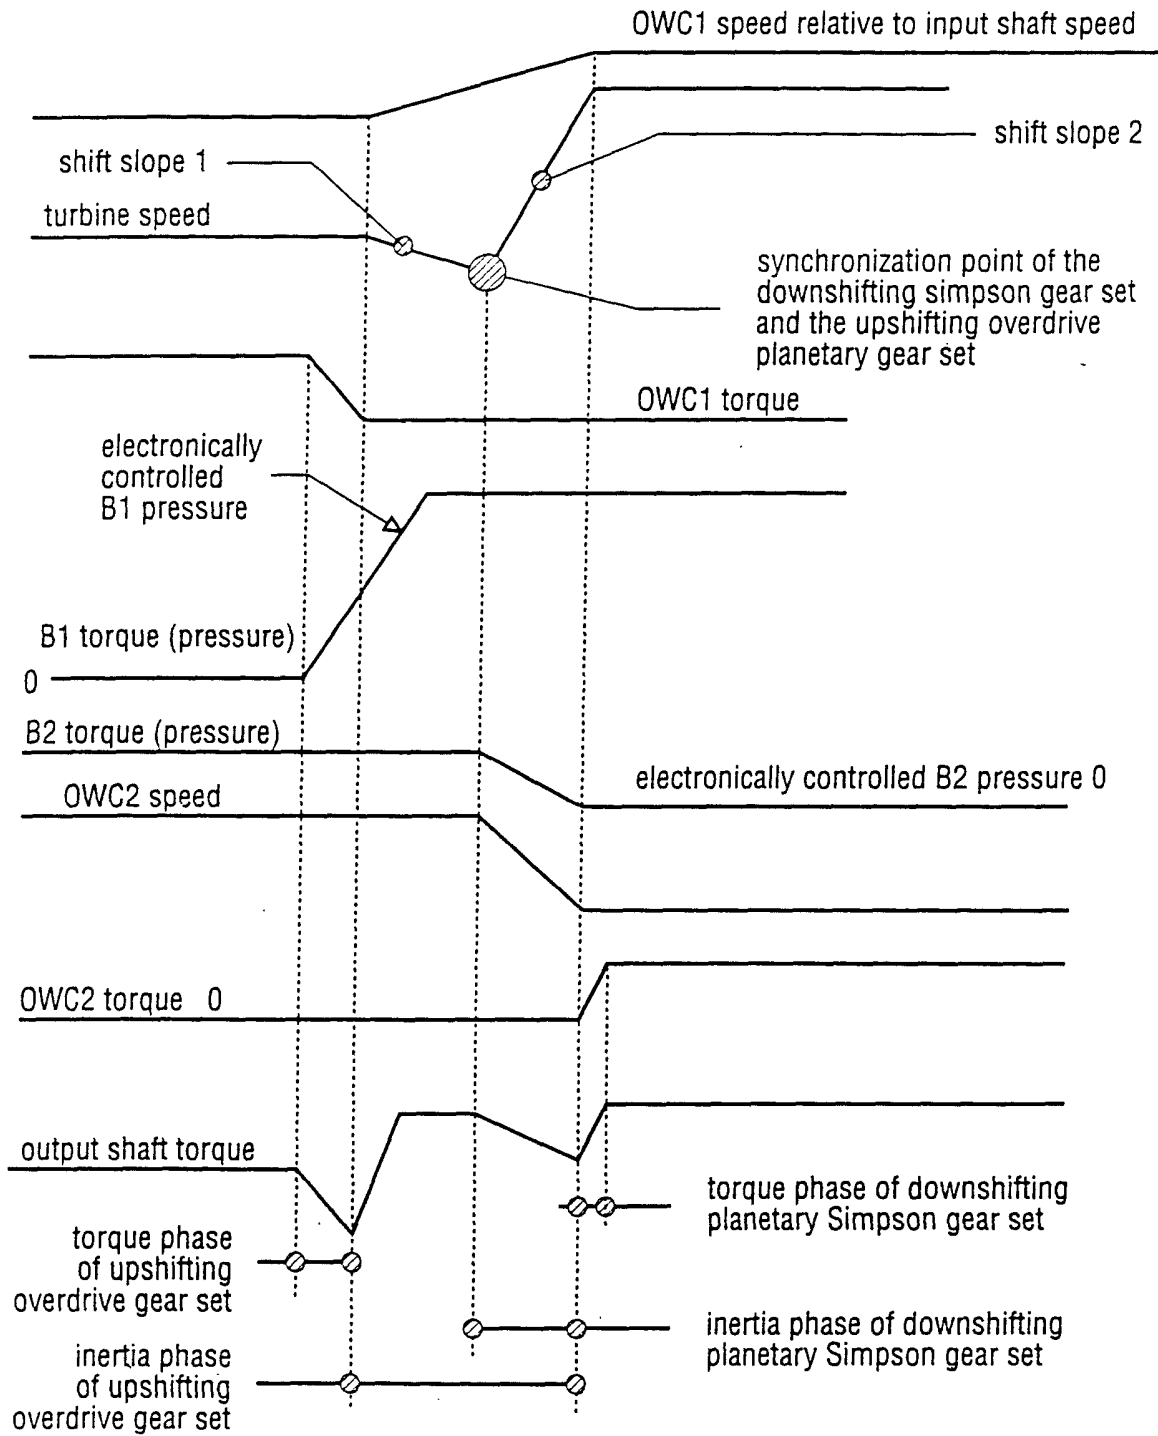 OWC1 speed relative to input shaft speed
shift slope 1
shift slope 2
turbine speed
synchronization point of the
downshifting simpson gear set
and the upshifting overdrive
planetary gear set
OWC1 torque
electronically
controlled
B1 pressure
B1 torque (pressure)
0
B2 torque (pressure)
electronically controlled B2 pressure 0
OWC2 speed
OWC2 torque 0
output shaft torque
torque phase of downshifting
planetary Simpson gear set
torque phase
of upshifting
overdrive gear set
inertia phase of downshifting
planetary Simpson gear set
inertia phase
of upshifting
overdrive gear set